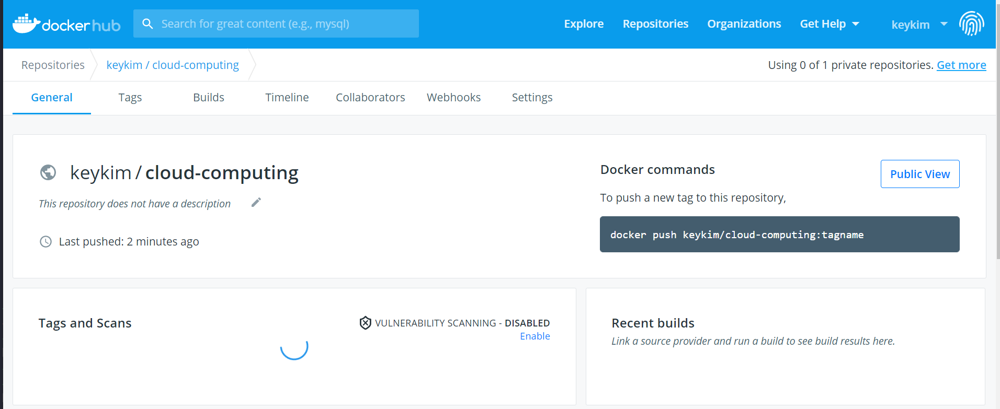 dockerhub
Search for great content (e.g., mysql)
Explore
Repositories
Organizations
Get Help
keykim
Repositories
keykim / cloud-computing
Using 0 of 1 private repositories. Get more
General
Tags
Builds
Timeline
Collaborators
Webhooks
Settings
keykim / cloud-computing
This repository does not have a description
Last pushed: 2 minutes ago
Docker commands
Public View
To push a new tag to this repository,
docker push keykim/cloud-computing:tagname
Tags and Scans
VULNERABILITY SCANNING - DISABLED
Enable
Recent builds
Link a source provider and run a build to see build results here.